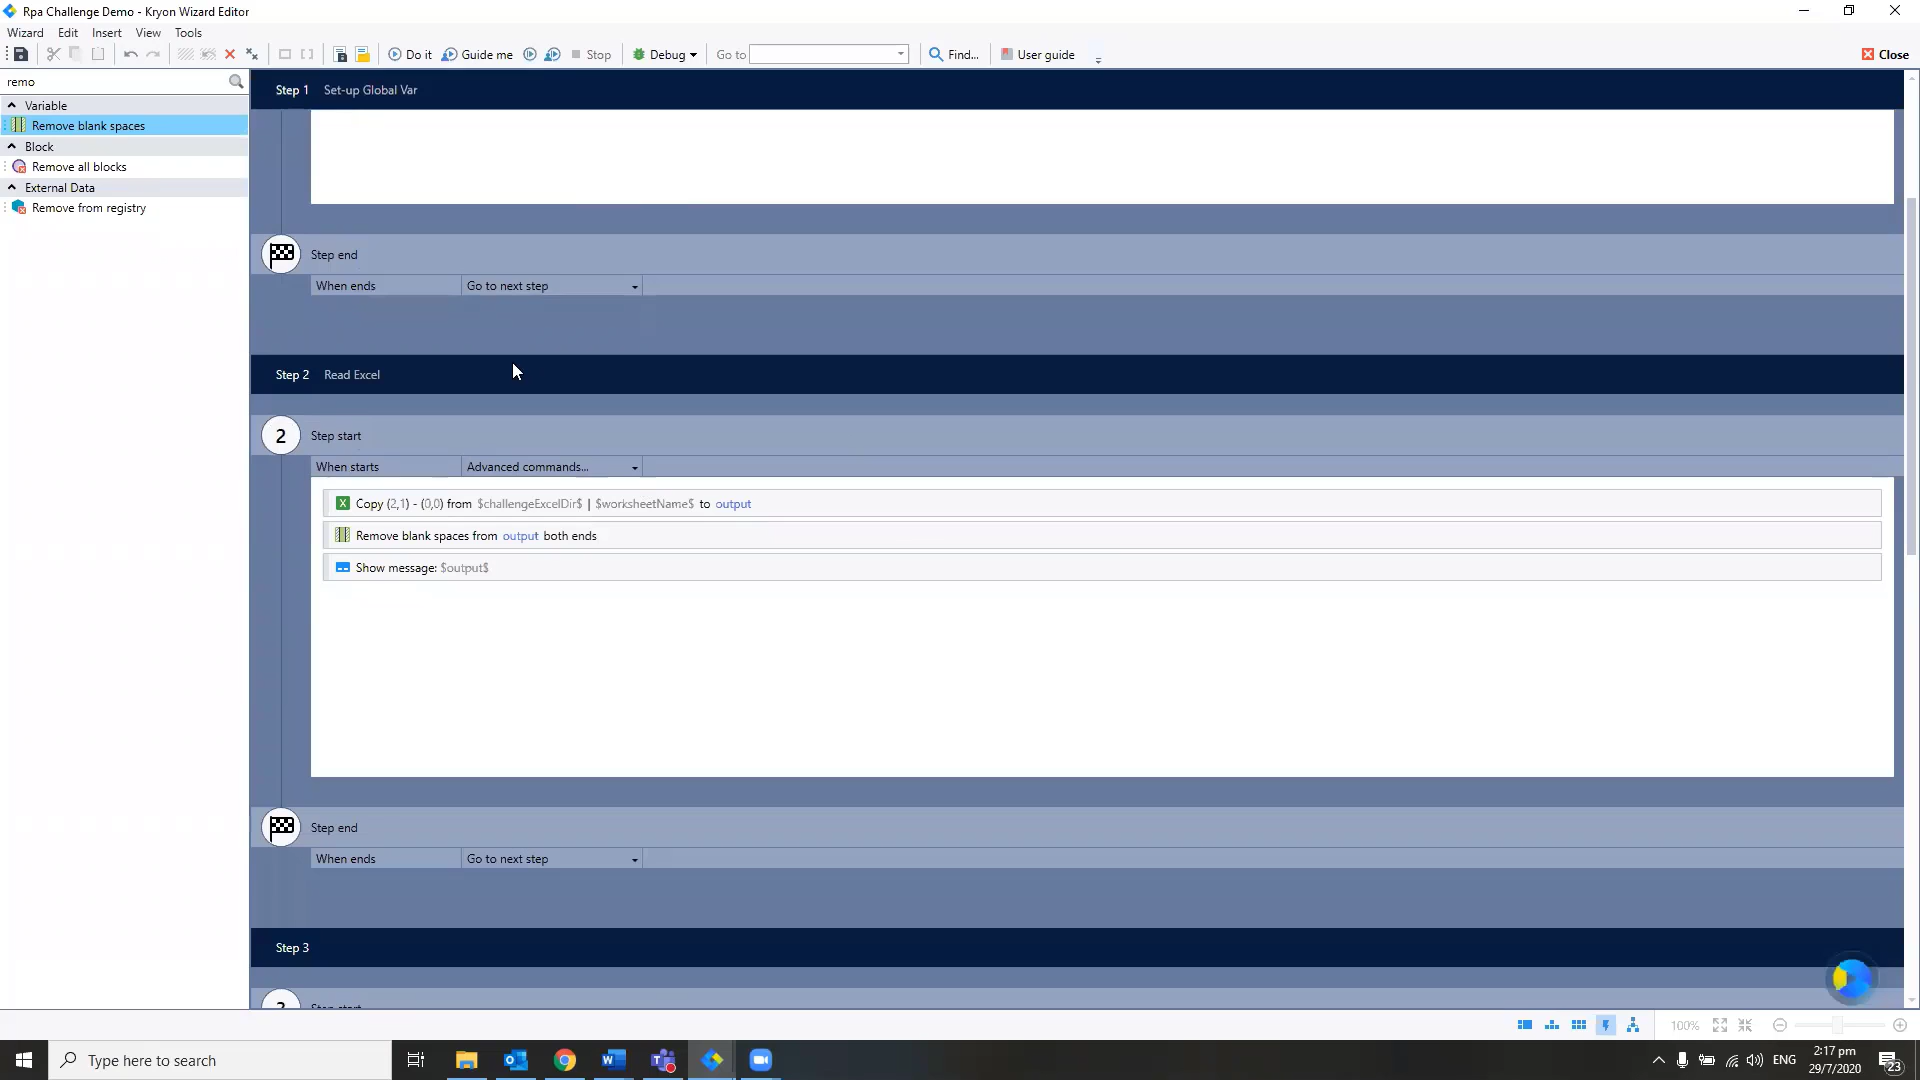 Rpa Challenge Demo - Kryon Wizard Editor
Wizard Edit Insert View Tools
Do it Guide me Stop Debug Go to Find... User guide Close
remo
Variable
Remove blank spaces
Block
Remove all blocks
External Data
Remove from registry
Step 1 Set-up Global Var
Step end
When ends Go to next step
Step 2 Read Excel
2 Step start
When starts Advanced commands...
Copy (2,1) - (0,0) from $challengeExcelDir$ | $worksheetName$ to output
Remove blank spaces from output both ends
Show message: $output$
Step end
When ends Go to next step
Step 3
100%
Type here to search
ENG
2:17 pm
29/7/2020
23